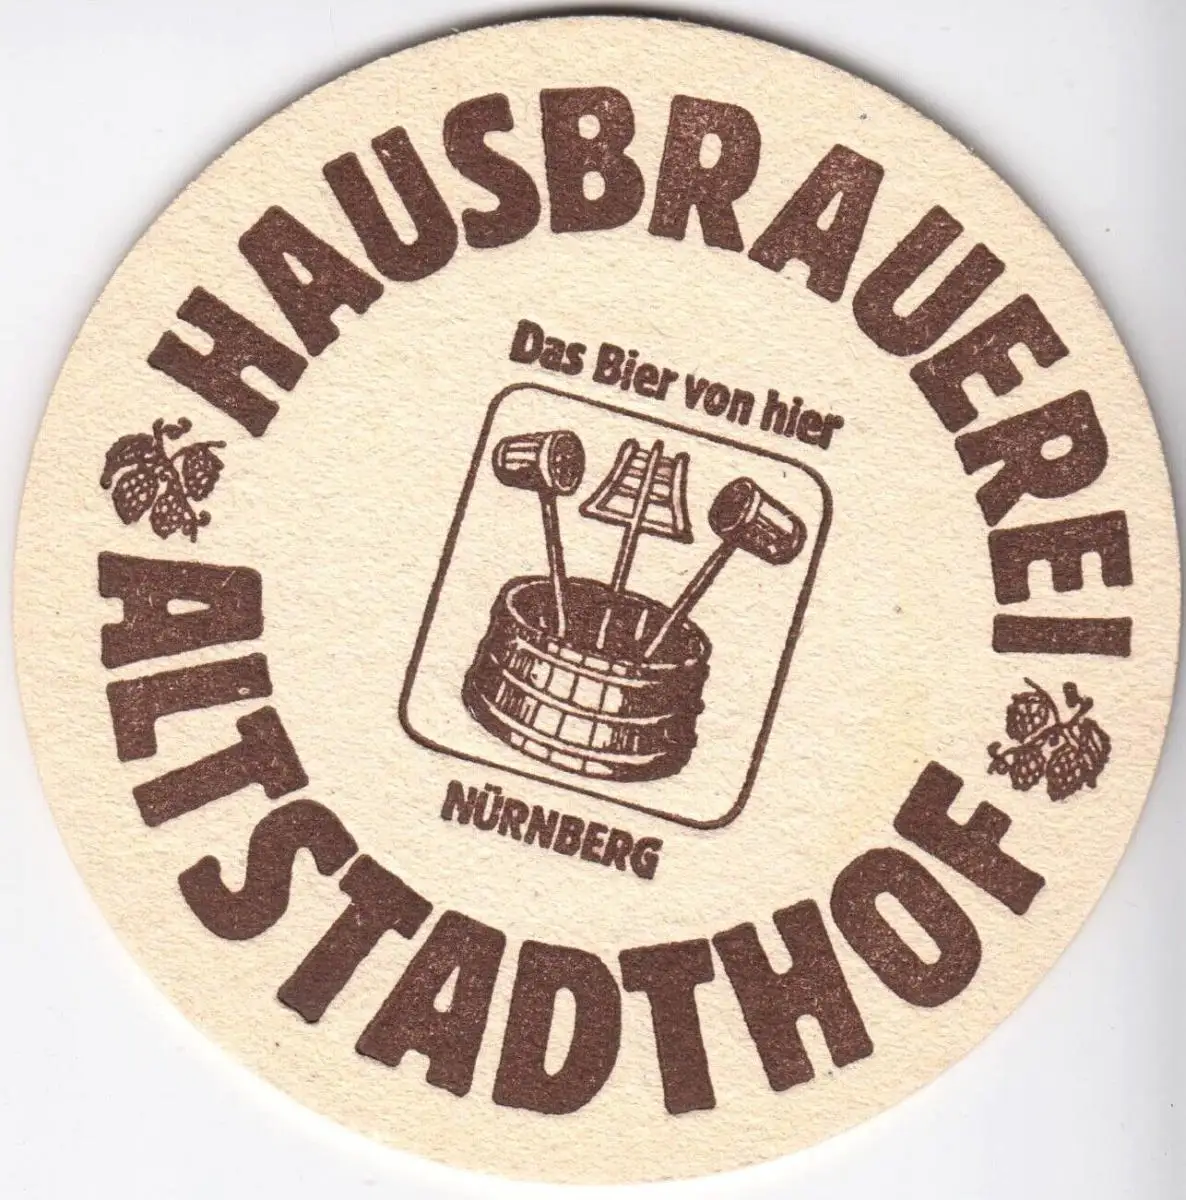 HAUSBRAUEREI
Das Bier von hier
NÜRNBERG
ALTSTADTHOF